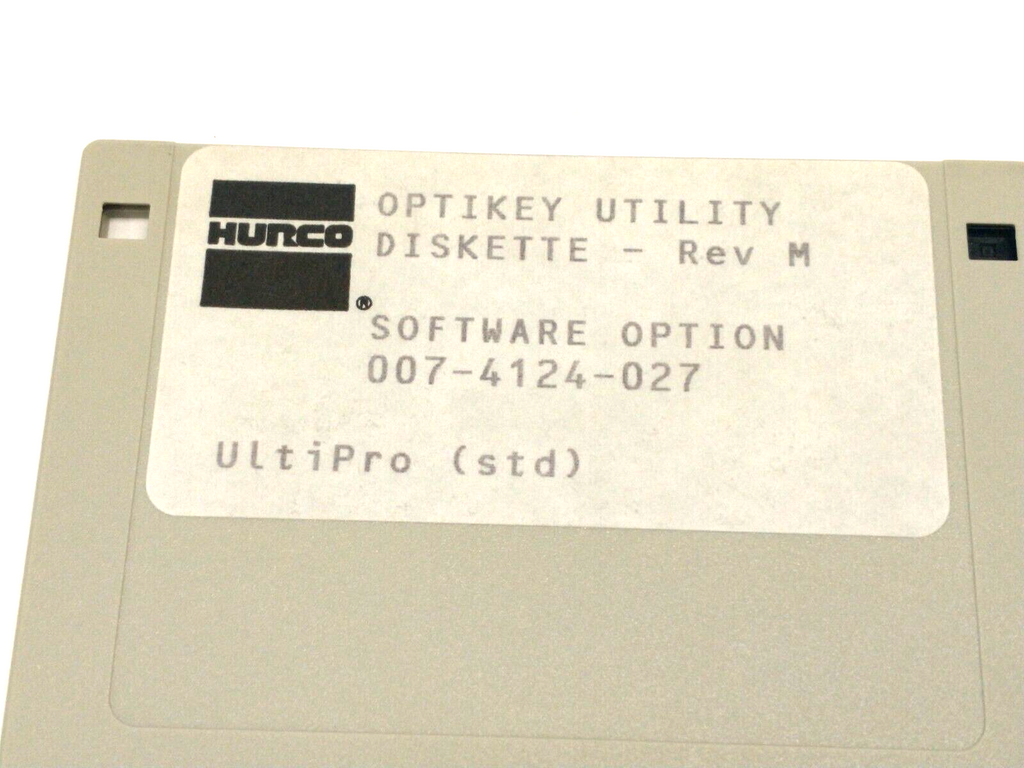 HURCO®
OPTIKEY UTILITY
DISKETTE - Rev M
SOFTWARE OPTION
007-4124-027
UltiPro (std)